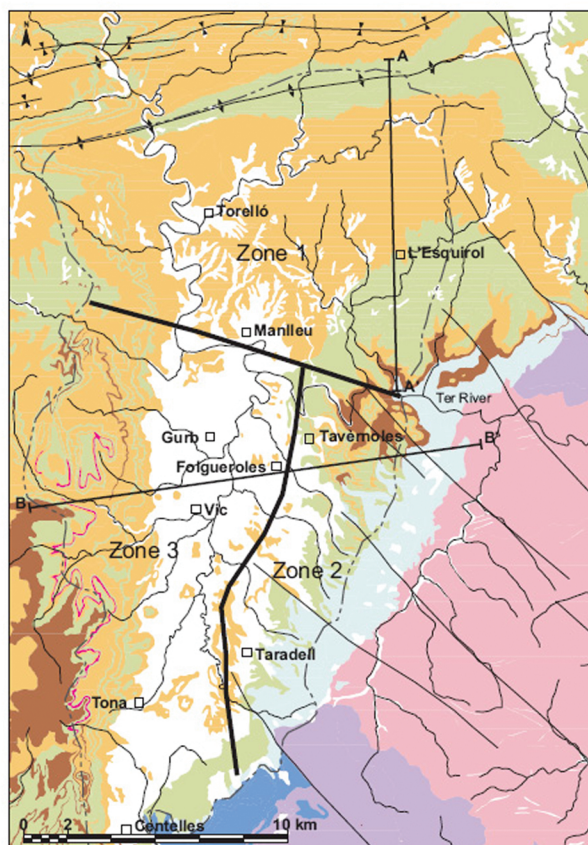 N
A
Torelló
Zone 1
L'Esquirol
Manlleu
A'
Ter River
Gurb
Tavèrnoles
B'
Folgueroles
B
Vic
Zone 3
Zone 2
Taradell
Tona
Centelles
0 2 10 km